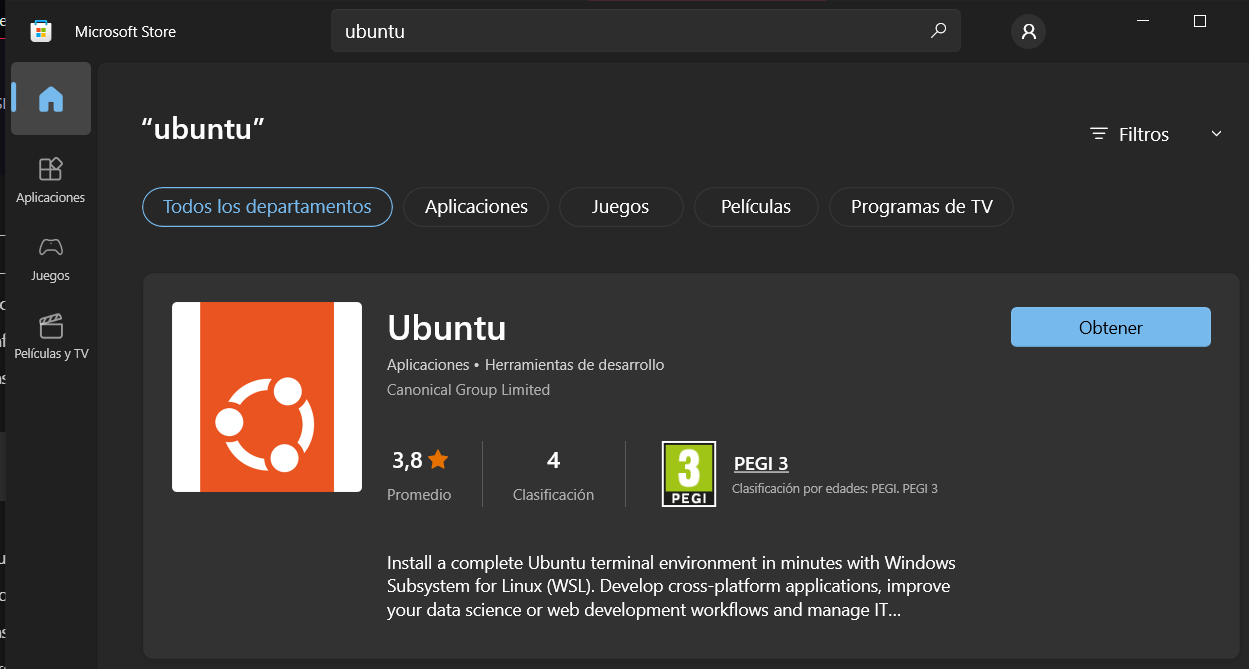 Microsoft Store
ubuntu
“ubuntu”
Filtros
Aplicaciones
Juegos
Películas y TV
Todos los departamentos
Aplicaciones
Juegos
Películas
Programas de TV
Ubuntu
Obtener
Aplicaciones • Herramientas de desarrollo
Canonical Group Limited
3,8
Promedio
4
Clasificación
3
PEGI
PEGI 3
Clasificación por edades: PEGI. PEGI 3
Install a complete Ubuntu terminal environment in minutes with Windows
Subsystem for Linux (WSL). Develop cross-platform applications, improve
your data science or web development workflows and manage IT...